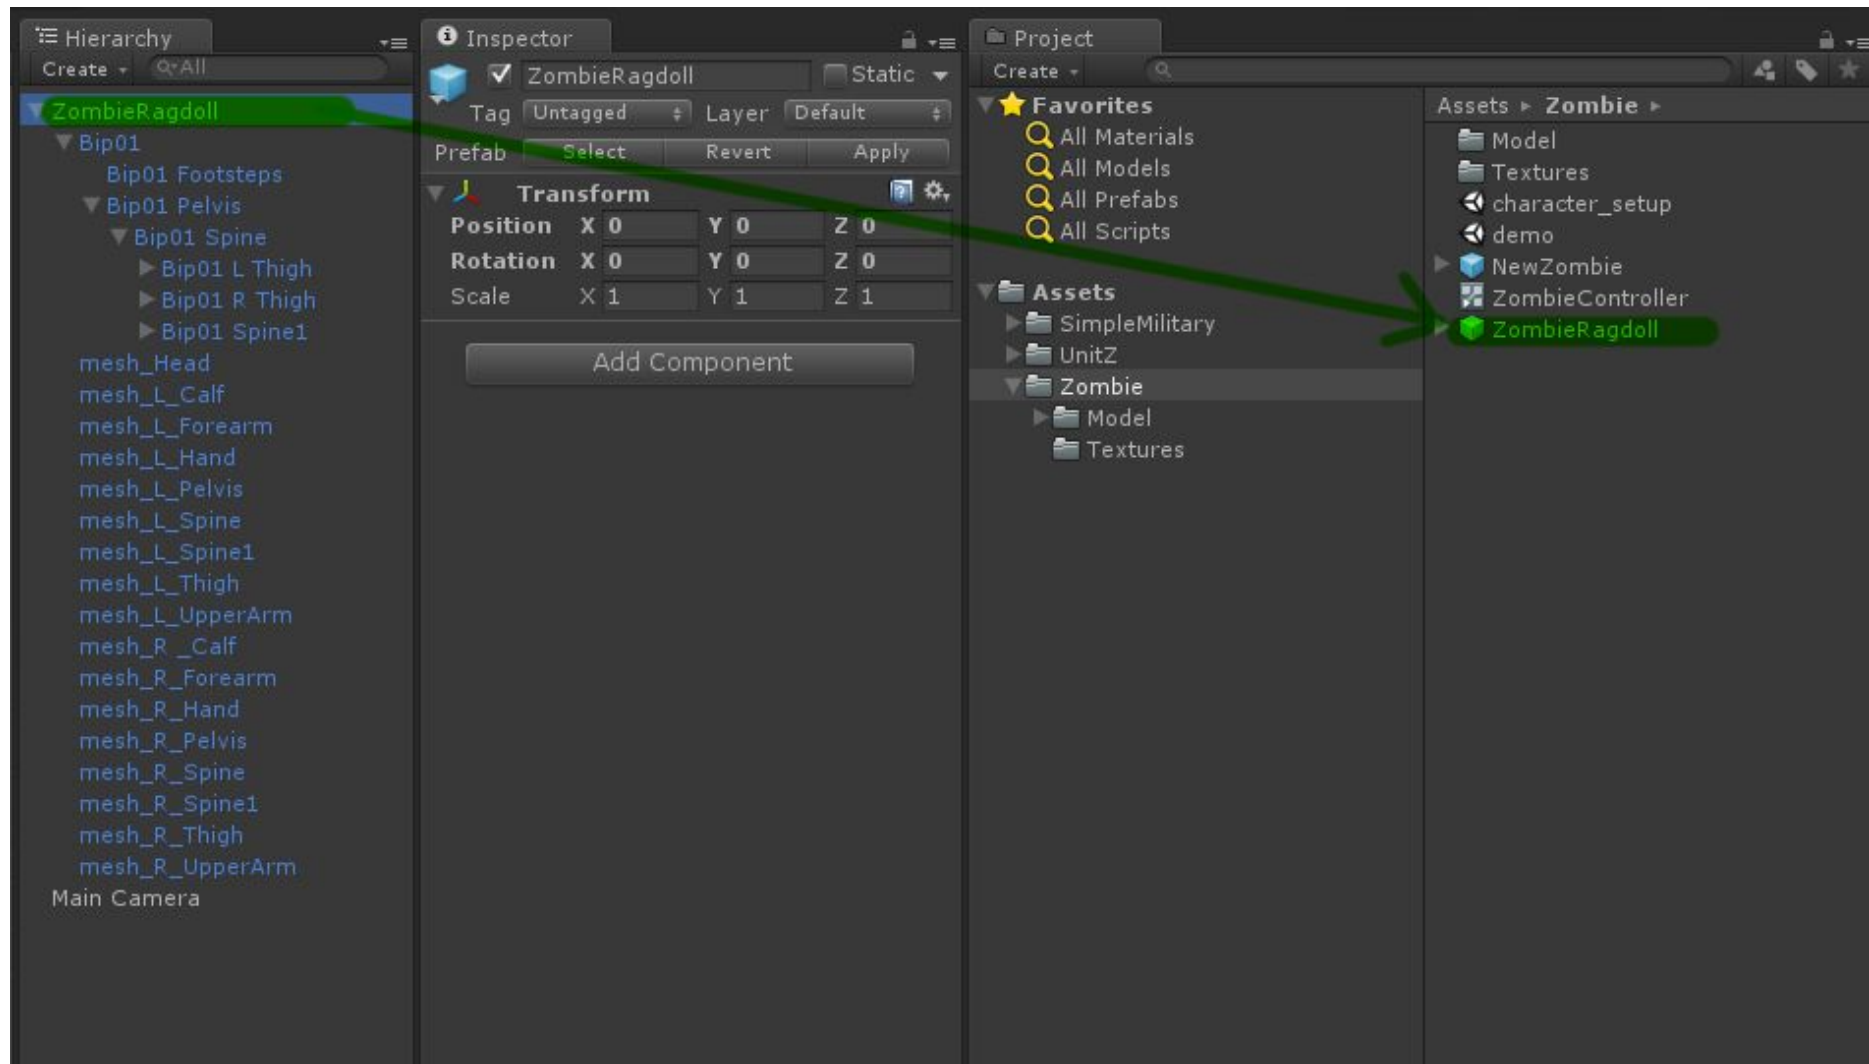 Hierarchy
Create
All
ZombieRagdoll
Bip01
Bip01 Footsteps
Bip01 Pelvis
Bip01 Spine
Bip01 L Thigh
Bip01 R Thigh
Bip01 Spine1
mesh_Head
mesh_L_Calf
mesh_L_Forearm
mesh_L_Hand
mesh_L_Pelvis
mesh_L_Spine
mesh_L_Spine1
mesh_L_Thigh
mesh_L_UpperArm
mesh_R _Calf
mesh_R_Forearm
mesh_R_Hand
mesh_R_Pelvis
mesh_R_Spine
mesh_R_Spine1
mesh_R_Thigh
mesh_R_UpperArm
Main Camera
Inspector
ZombieRagdoll Static
Tag Untagged Layer Default
Prefab Select Revert Apply
Transform
Position X 0 Y 0 Z 0
Rotation X 0 Y 0 Z 0
Scale X 1 Y 1 Z 1
Add Component
Project
Create
Favorites
All Materials
All Models
All Prefabs
All Scripts
Assets
SimpleMilitary
UnitZ
Zombie
Model
Textures
Assets ▸ Zombie ▸
Model
Textures
character_setup
demo
NewZombie
ZombieController
ZombieRagdoll